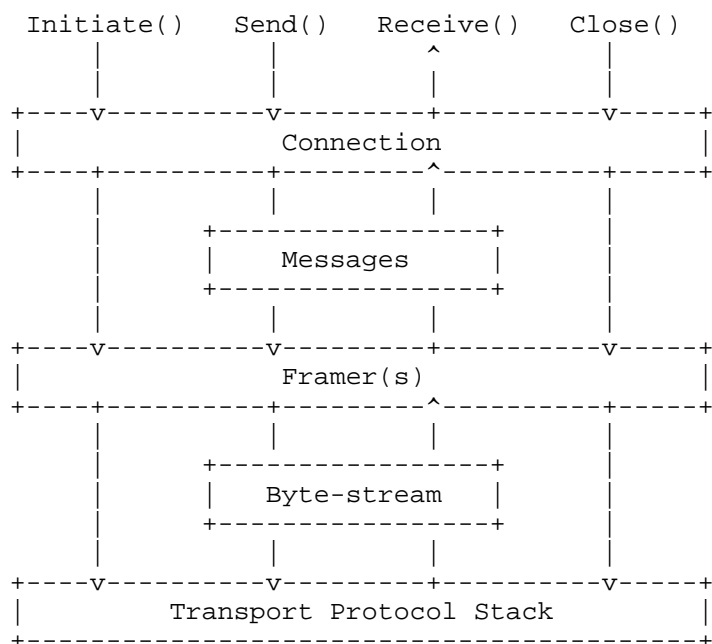 Initiate() Send() Receive() Close()
Connection
Messages
Framer(s)
Byte-stream
Transport Protocol Stack